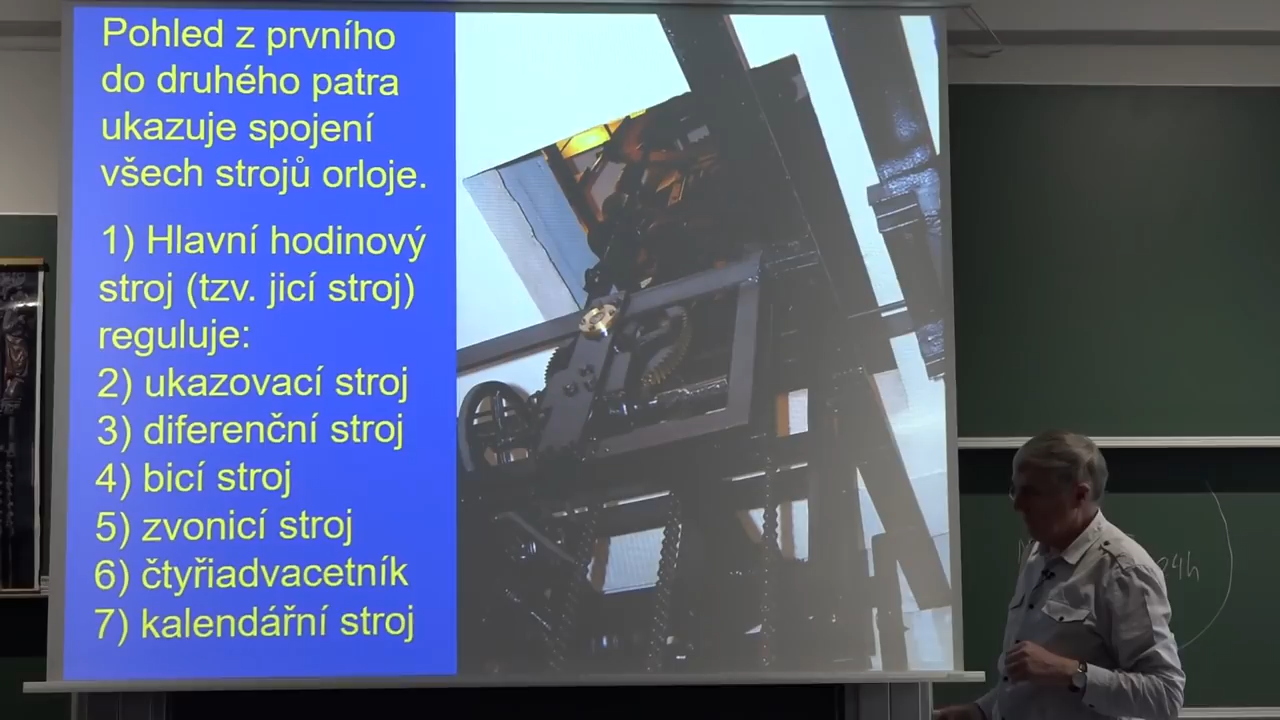 Pohled z prvního
do druhého patra
ukazuje spojení
všech strojů orloje.
1) Hlavní hodinový
stroj (tzv. jicí stroj)
reguluje:
2) ukazovací stroj
3) diferenční stroj
4) bicí stroj
5) zvonicí stroj
6) čtyřiadvacetník
7) kalendářní stroj
24h